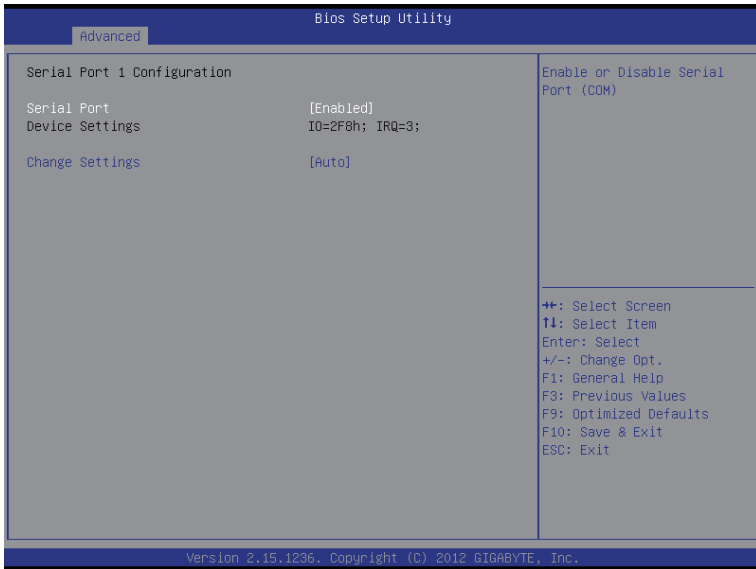 Bios Setup Utility
Advanced
Serial Port 1 Configuration
Serial Port [Enabled]
Device Settings IO=2F8h; IRQ=3;
Change Settings [Auto]
Enable or Disable Serial
Port (COM)
→←: Select Screen
↑↓: Select Item
Enter: Select
+/-: Change Opt.
F1: General Help
F3: Previous Values
F9: Optimized Defaults
F10: Save & Exit
ESC: Exit
Version 2.15.1236. Copyright (C) 2012 GIGABYTE, Inc.